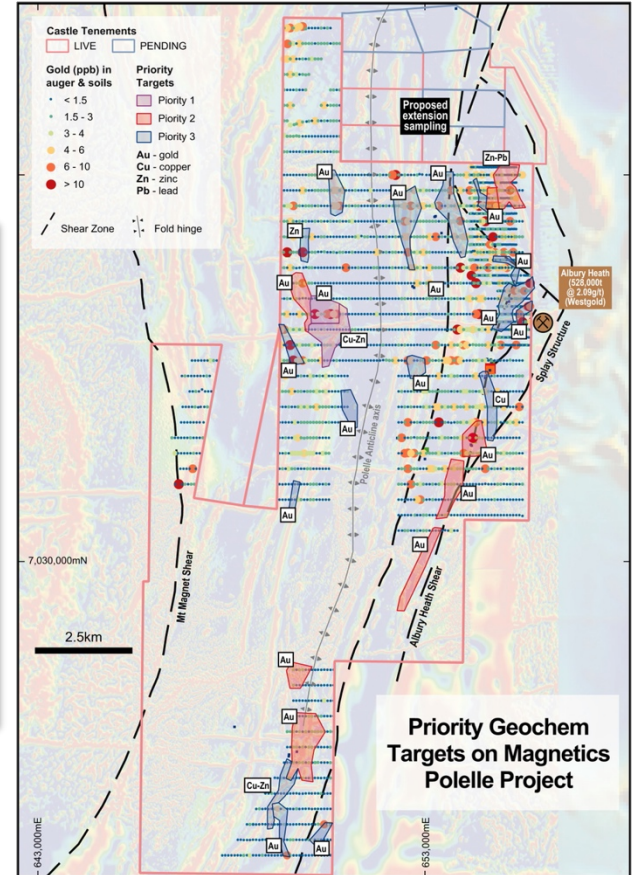 Castle Tenements
LIVE PENDING
Gold (ppb) in
auger & soils
< 1.5
1.5 - 3
3 - 4
4 - 6
6 - 10
> 10
Priority
Targets
Piority 1
Piority 2
Piority 3
Au - gold
Cu - copper
Zn - zinc
Pb - lead
Shear Zone Fold hinge
Proposed
extension
sampling
Zn-Pb
Au
Au
Au
Au
Zn
Au
Au
Au
Au
Albury Heath
(528,000t
@ 2.09g/t)
(Westgold)
Au
Au
Cu-Zn
Splay Structure
Au
Au
Cu
Au
Polelle Anticline axis
Au
Au
Au
Au
7,030,000mN
Mt Magnet Shear
Albury Heath Shear
2.5km
Au
Au
Priority Geochem
Targets on Magnetics
Polelle Project
Cu-Zn
Au
Au
643,000mE
653,000mE